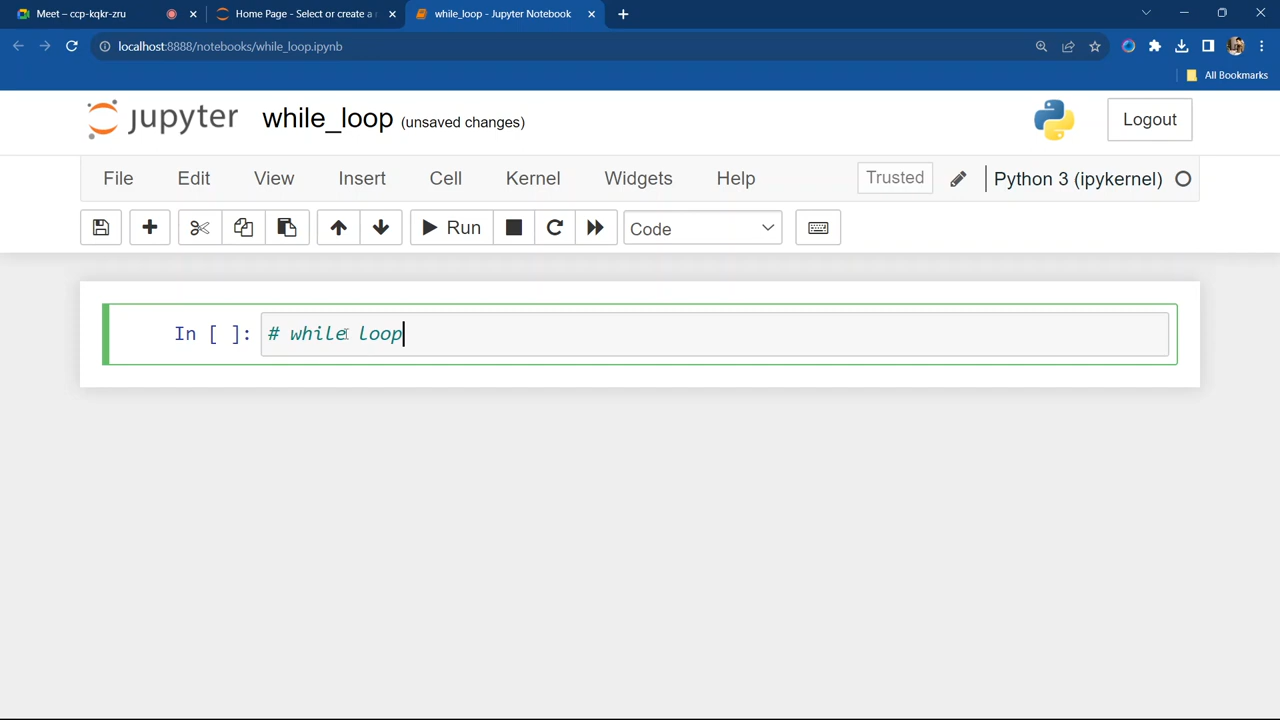 Meet – ccp-kqkr-zru
Home Page - Select or create a
while_loop - Jupyter Notebook
localhost:8888/notebooks/while_loop.ipynb
All Bookmarks
jupyter while_loop (unsaved changes)
Logout
File Edit View Insert Cell Kernel Widgets Help
Trusted
Python 3 (ipykernel)
Run
Code
In [ ]: # while loop